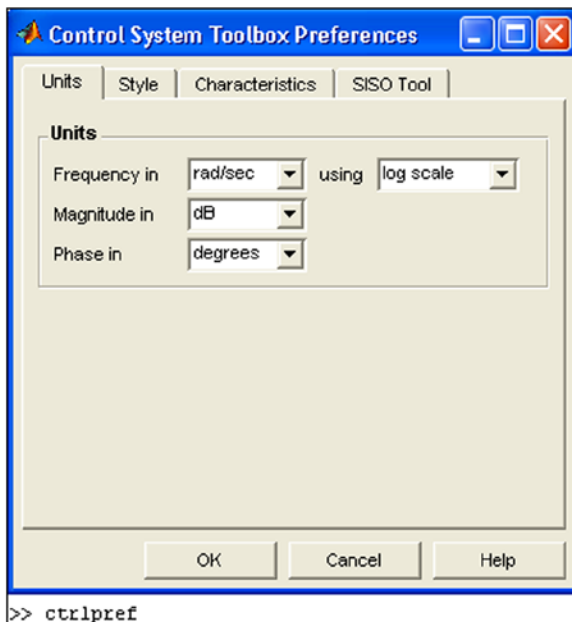 Control System Toolbox Preferences
Units Style Characteristics SISO Tool
Units
Frequency in rad/sec using log scale
Magnitude in dB
Phase in degrees
OK Cancel Help
>> ctrlpref